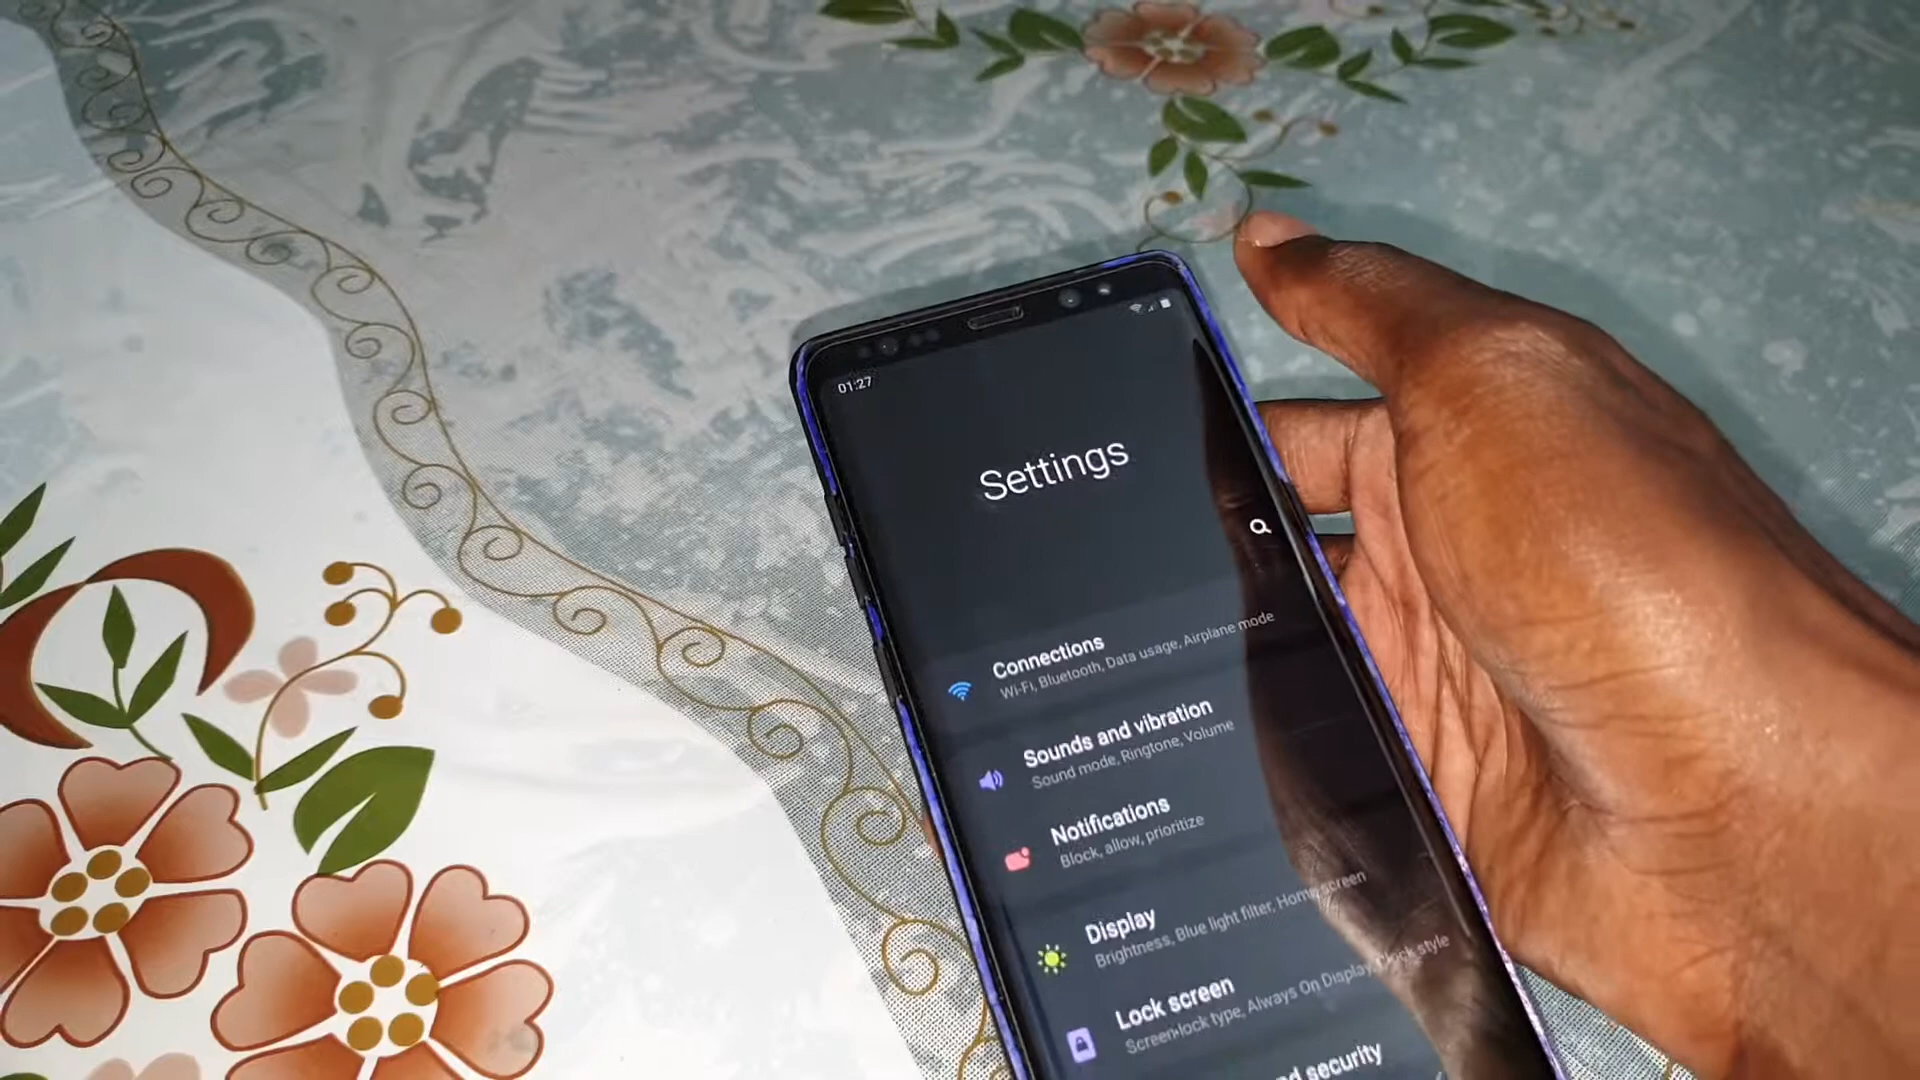 01:27
Settings
Connections
Wi-Fi, Bluetooth, Data usage, Airplane mode
Sounds and vibration
Sound mode, Ringtone, Volume
Notifications
Block, allow, prioritize
Display
Brightness, Blue light filter, Home screen
Lock screen
Screen lock type, Always On Display, Clock style
security